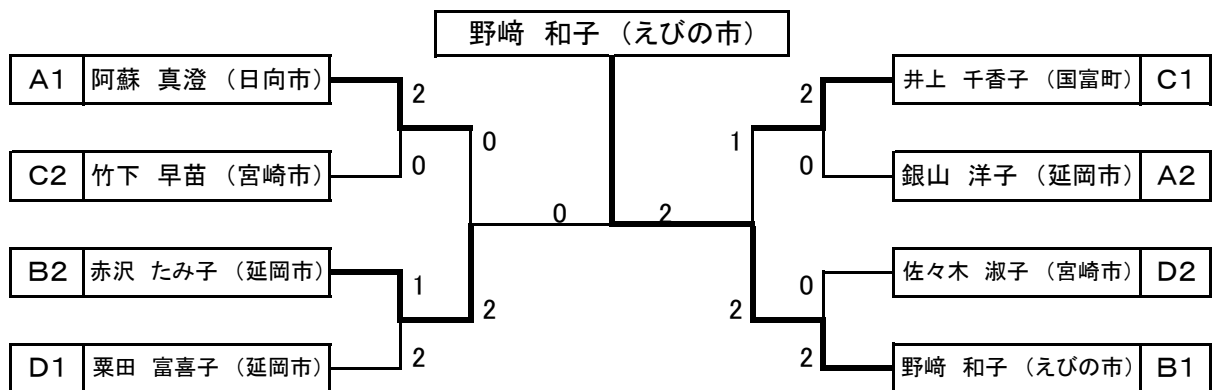 野﨑 和子 (えびの市)
A1 阿蘇 真澄 (日向市) 2 2 井上 千香子 (国富町) C1
0 1
C2 竹下 早苗 (宮崎市) 0 0 銀山 洋子 (延岡市) A2
0 2
B2 赤沢 たみ子 (延岡市) 1 0 佐々木 淑子 (宮崎市) D2
2 2
D1 粟田 富喜子 (延岡市) 2 2 野﨑 和子 (えびの市) B1